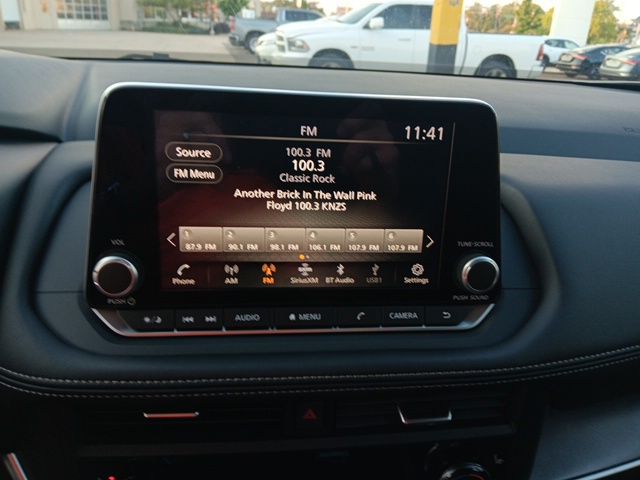 FM
11:41
Source
100.3 FM
100.3
FM Menu
Classic Rock
Another Brick In The Wall Pink
Floyd 100.3 KNZS
1 2 3 4 5 6
87.9 FM 90.1 FM 98.1 FM 106.1 FM 107.9 FM 107.9 FM
Phone AM FM SiriusXM BT Audio USB1 Settings
VOL
PUSH
TUNE·SCROLL
PUSH SOUND
AUDIO MENU CAMERA